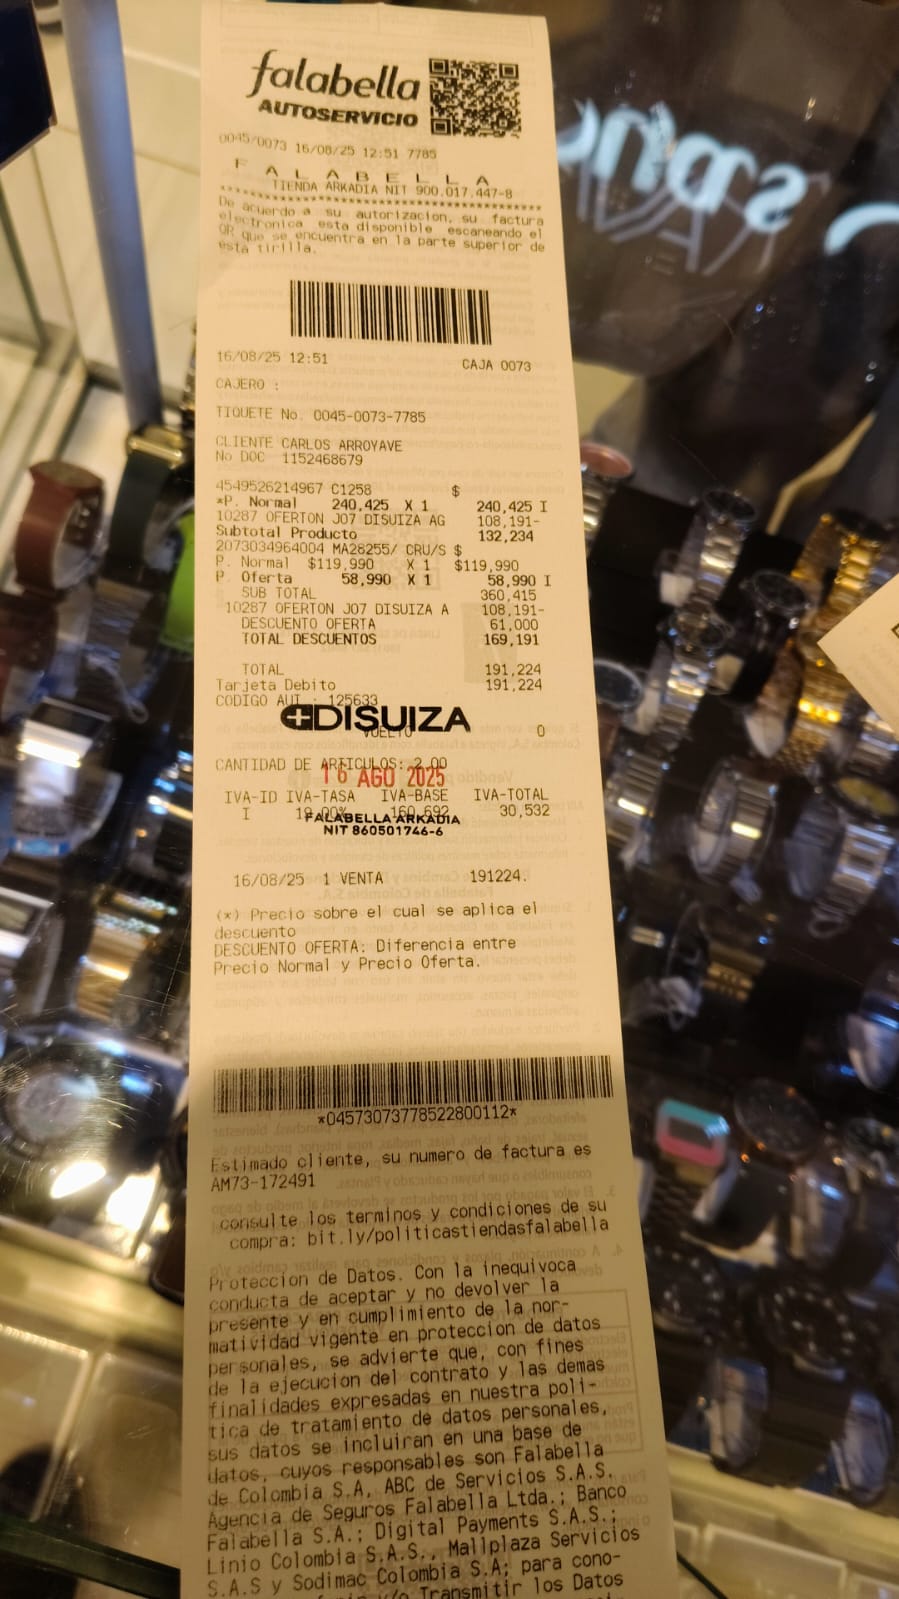 falabella
AUTOSERVICIO
0045/0073 16/08/25 12:51 7785
F A L A B E L L A
TIENDA ARKADIA NIT 900.017.447-8
****************************************
De acuerdo a su autorizacion, su factura
electronica esta disponible escaneando el
QR que se encuentra en la parte superior de
esta tirilla.
16/08/25 12:51 CAJA 0073
CAJERO :
TIQUETE No. 0045-0073-7785
CLIENTE CARLOS ARROYAVE
No DOC 1152468679
4549526214967 C1258 $
*P. Normal 240,425 X 1 240,425 I
10287 OFERTON JO7 DISUIZA AG 108,191-
Subtotal Producto 132,234
2073034964004 MA28255/ CRU/S $
P. Normal $119,990 X 1 $119,990
P. Oferta 58,990 X 1 58,990 I
SUB TOTAL 360,415
10287 OFERTON JO7 DISUIZA A 108,191-
DESCUENTO OFERTA 61,000
TOTAL DESCUENTOS 169,191
TOTAL 191,224
Tarjeta Debito 191,224
CODIGO AUT.: 125633
DISUIZA
VUELTO 0
CANTIDAD DE ARTICULOS: 2.00
16 AGO 2025
IVA-ID IVA-TASA IVA-BASE IVA-TOTAL
I 19.00% 160,692 30,532
FALABELLA ARKADIA
NIT 860501746-6
16/08/25 1 VENTA 191224.
(*) Precio sobre el cual se aplica el
descuento
DESCUENTO OFERTA: Diferencia entre
Precio Normal y Precio Oferta.
*04573073778522800112*
Estimado cliente, su numero de factura es
AM73-172491
consulte los terminos y condiciones de su
compra: bit.ly/politicastiendasfalabella
Proteccion de Datos. Con la inequivoca
conducta de aceptar y no devolver la
presente y en cumplimiento de la nor-
matividad vigente en proteccion de datos
personales, se advierte que, con fines
de la ejecucion del contrato y las demas
finalidades expresadas en nuestra poli-
tica de tratamiento de datos personales,
sus datos se incluiran en una base de
datos, cuyos responsables son Falabella
de Colombia S.A, ABC de Servicios S.A.S,
Agencia de Seguros Falabella Ltda.; Banco
Falabella S.A.; Digital Payments S.A.S.;
Linio Colombia S.A.S., Mallplaza Servicios
S.A.S y Sodimac Colombia S.A; para cono-
y/o Transmitir los Datos